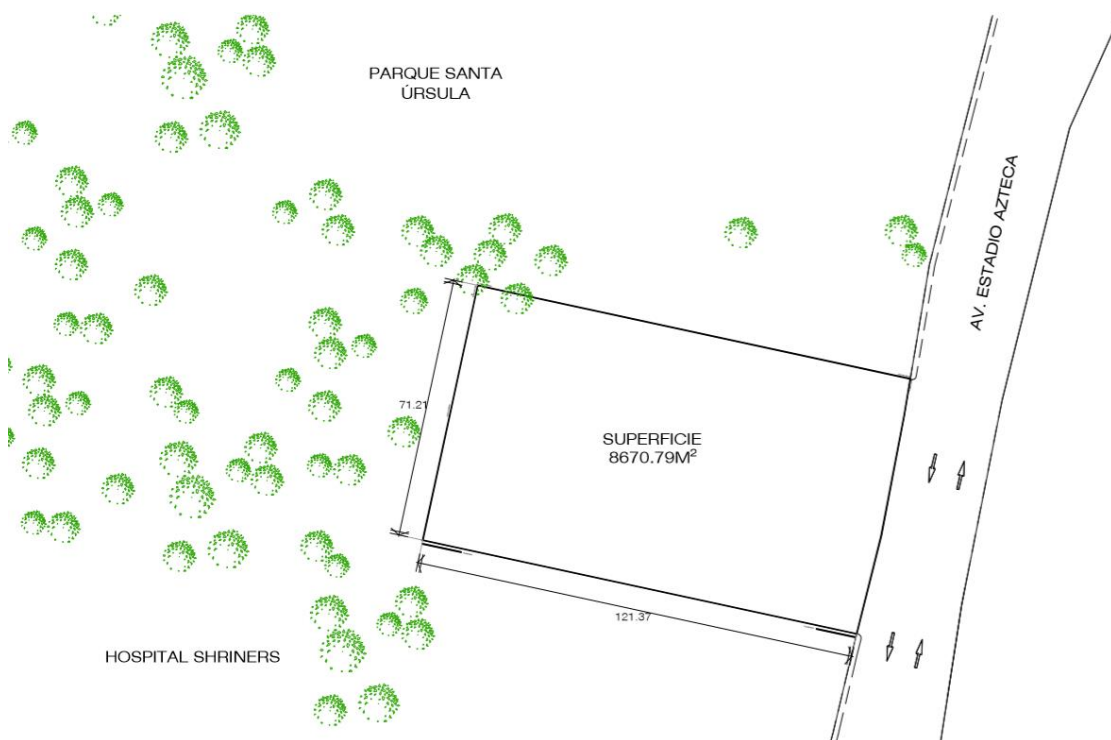 PARQUE SANTA
ÚRSULA
AV. ESTADIO AZTECA
71.21
SUPERFICIE
8670.79M²
121.37
HOSPITAL SHRINERS